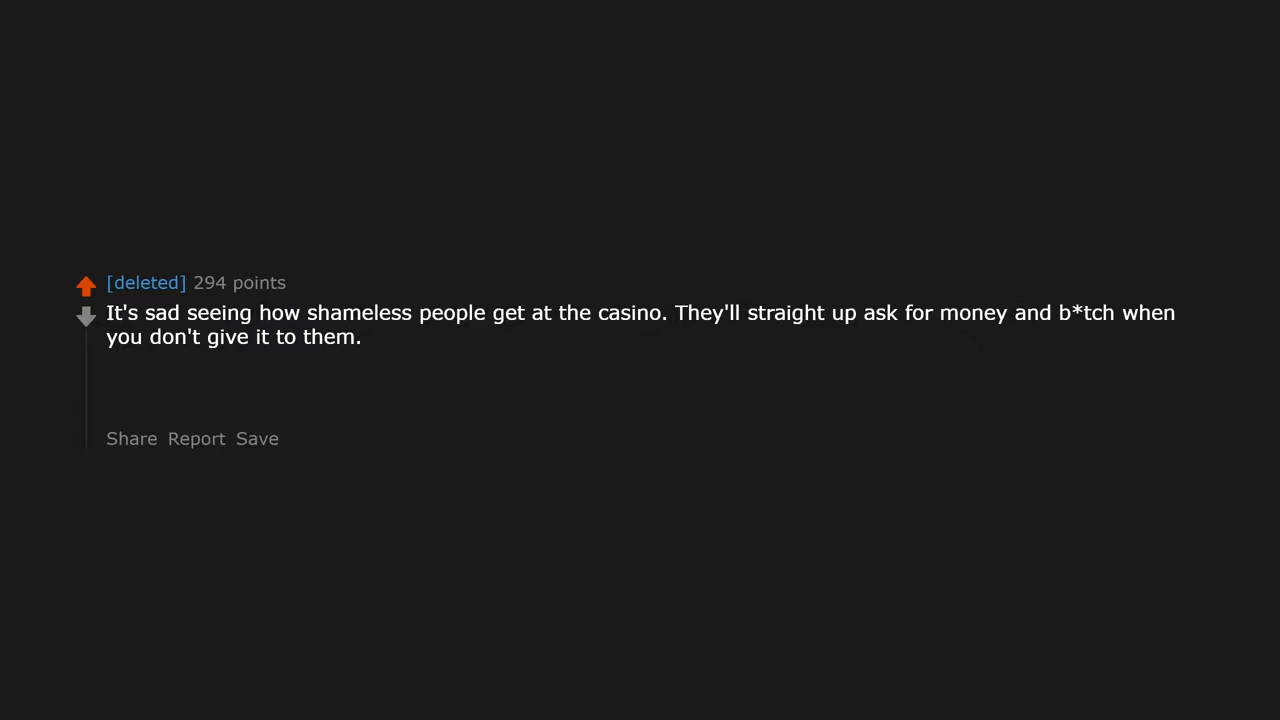 [deleted] 294 points
It's sad seeing how shameless people get at the casino. They'll straight up ask for money and b*tch when
you don't give it to them.
Share Report Save